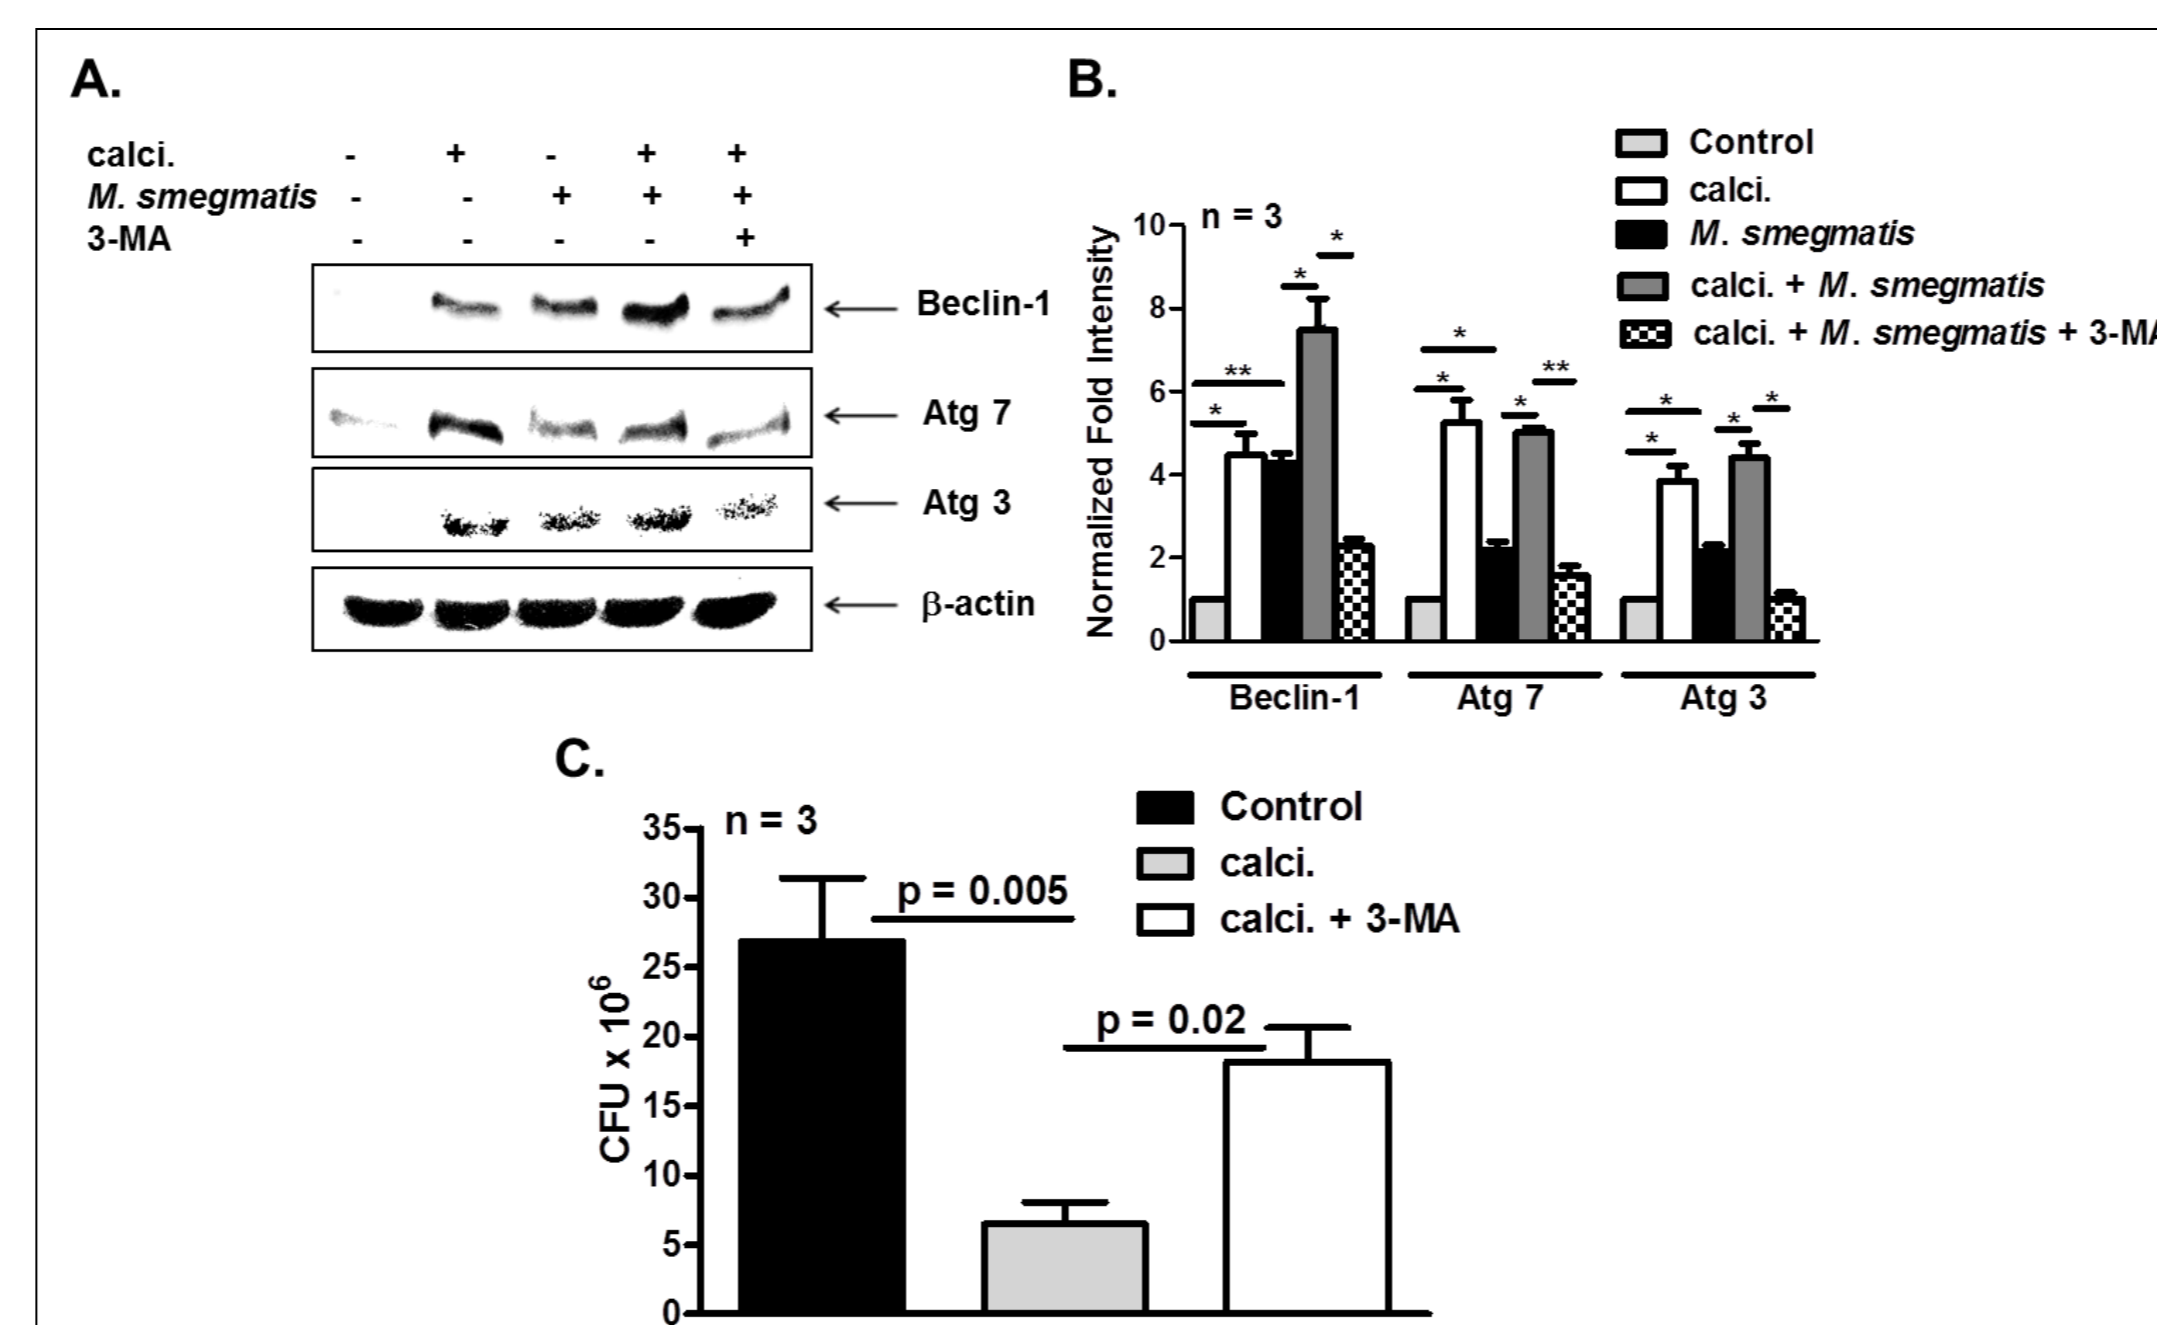 A.
calci. - + - + +
M. smegmatis - - + + +
3-MA - - - - +
Beclin-1
Atg 7
Atg 3
β-actin
B.
Control
calci.
M. smegmatis
calci. + M. smegmatis
calci. + M. smegmatis + 3-MA
n = 3
Normalized Fold Intensity
10
8
6
4
2
0
* ** * *
* * * **
* * * *
Beclin-1 Atg 7 Atg 3
C.
Control
calci.
calci. + 3-MA
n = 3
p = 0.005
p = 0.02
CFU x 10⁶
35
30
25
20
15
10
5
0